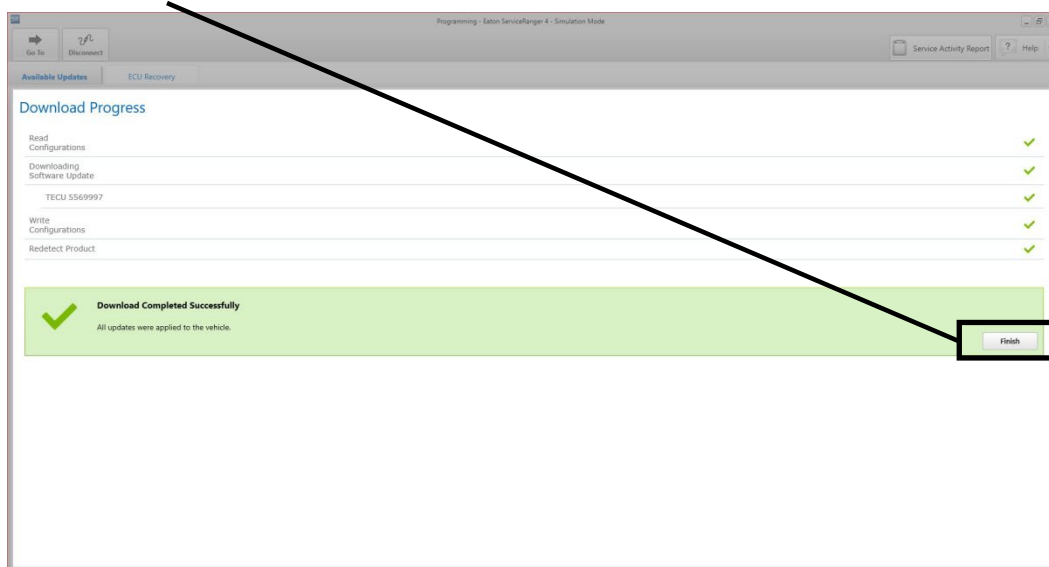 Programming - Eaton ServiceRanger 4 - Simulation Mode
Go To
Disconnect
Service Activity Report
? Help
Available Updates
ECU Recovery
Download Progress
Read
Configurations
Downloading
Software Update
TECU 5569997
Write
Configurations
Redetect Product
Download Completed Successfully
All updates were applied to the vehicle.
Finish